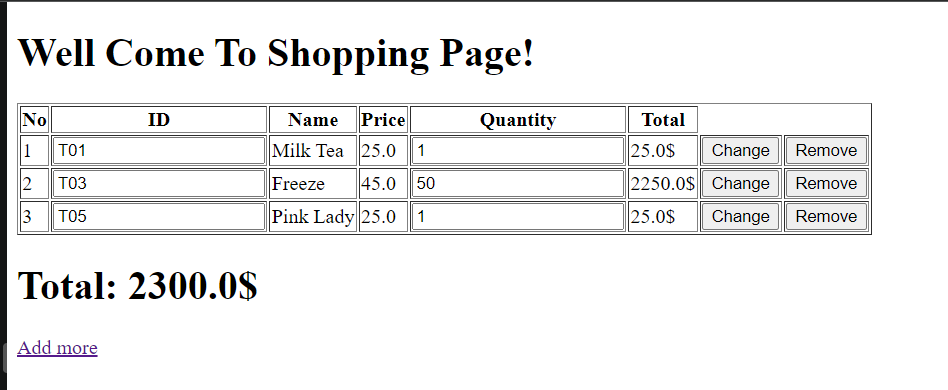 Well Come To Shopping Page!
No ID Name Price Quantity Total
1 T01 Milk Tea 25.0 1 25.0$ Change Remove
2 T03 Freeze 45.0 50 2250.0$ Change Remove
3 T05 Pink Lady 25.0 1 25.0$ Change Remove
Total: 2300.0$
Add more